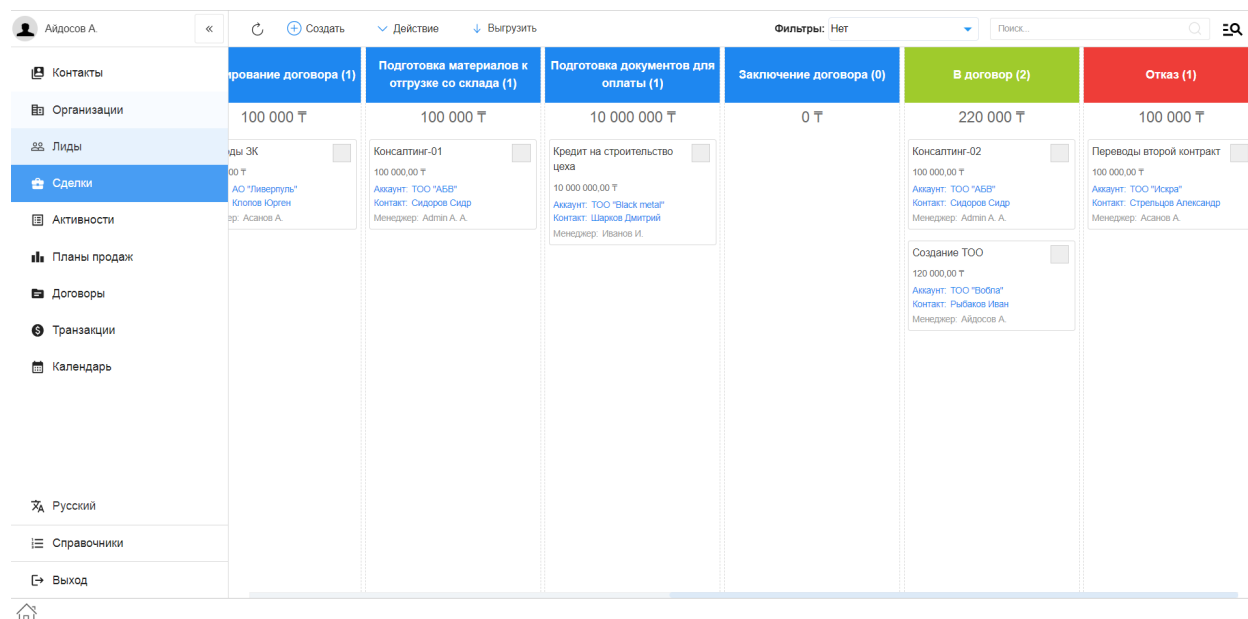 Айдосов А.
«
Создать
Действие
Выгрузить
Фильтры: Нет
Поиск...
Контакты
Организации
Лиды
Сделки
Активности
Планы продаж
Договоры
Транзакции
Календарь
Русский
Справочники
Выход
договора (1)
100 000 ₸
ЗК
00 ₸
АО "Ливерпуль"
Клопов Юрген
Асанов А.
Подготовка материалов к
отгрузке со склада (1)
100 000 ₸
Консалтинг-01
100 000,00 ₸
Аккаунт: ТОО "АБВ"
Контакт: Сидоров Сидр
Менеджер: Admin A. A.
Подготовка документов для
оплаты (1)
10 000 000 ₸
Кредит на строительство
цеха
10 000 000,00 ₸
Аккаунт: ТОО "Black metal"
Контакт: Шарков Дмитрий
Менеджер: Иванов И.
Заключение договора (0)
0 ₸
В договор (2)
220 000 ₸
Консалтинг-02
100 000,00 ₸
Аккаунт: ТОО "АБВ"
Контакт: Сидоров Сидр
Менеджер: Admin A. A.
Создание ТОО
120 000,00 ₸
Аккаунт: ТОО "Вобла"
Контакт: Рыбаков Иван
Менеджер: Айдосов А.
Отказ (1)
100 000 ₸
Переводы второй контракт
100 000,00 ₸
Аккаунт: ТОО "Искра"
Контакт: Стрельцов Александр
Менеджер: Асанов А.